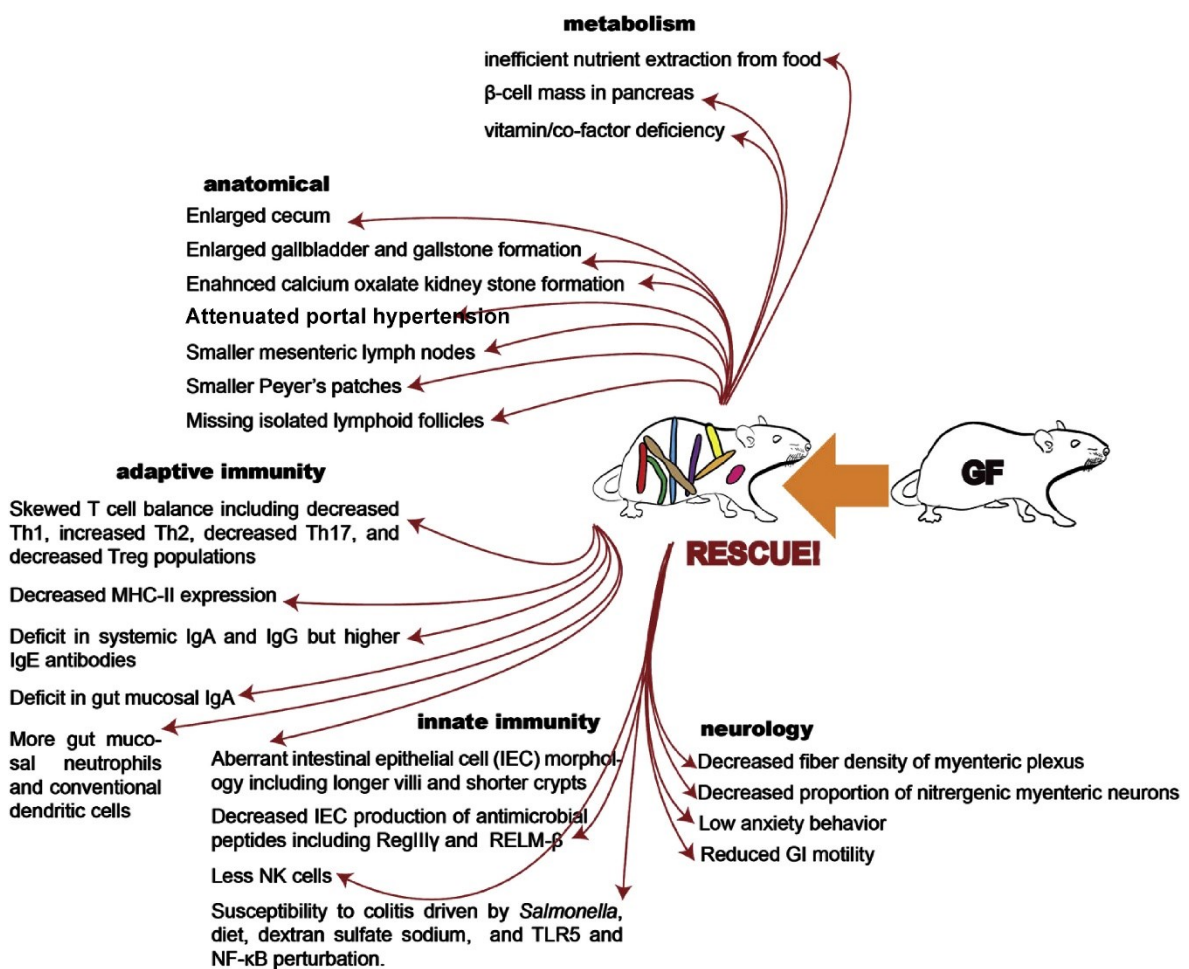 metabolism
inefficient nutrient extraction from food
β-cell mass in pancreas
vitamin/co-factor deficiency
anatomical
Enlarged cecum
Enlarged gallbladder and gallstone formation
Enahnced calcium oxalate kidney stone formation
Attenuated portal hypertension
Smaller mesenteric lymph nodes
Smaller Peyer's patches
Missing isolated lymphoid follicles
GF
RESCUE!
adaptive immunity
Skewed T cell balance including decreased
Th1, increased Th2, decreased Th17, and
decreased Treg populations
Decreased MHC-II expression
Deficit in systemic IgA and IgG but higher
IgE antibodies
Deficit in gut mucosal IgA
More gut muco-
sal neutrophils
and conventional
dendritic cells
innate immunity
Aberrant intestinal epithelial cell (IEC) morphol-
ogy including longer villi and shorter crypts
Decreased IEC production of antimicrobial
peptides including RegIIIγ and RELM-β
Less NK cells
Susceptibility to colitis driven by Salmonella,
diet, dextran sulfate sodium, and TLR5 and
NF-κB perturbation.
neurology
Decreased fiber density of myenteric plexus
Decreased proportion of nitrergic myenteric neurons
Low anxiety behavior
Reduced GI motility